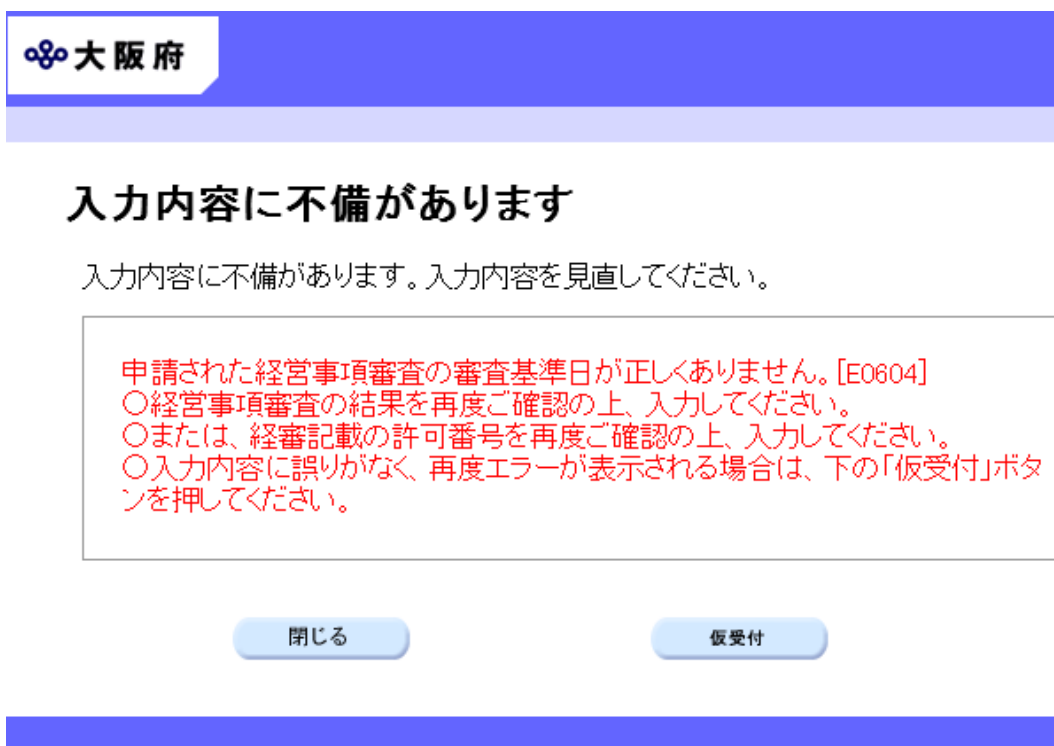 大阪府
入力内容に不備があります
入力内容に不備があります。入力内容を見直してください。
申請された経営事項審査の審査基準日が正しくありません。[E0604]
○経営事項審査の結果を再度ご確認の上、入力してください。
○または、経審記載の許可番号を再度ご確認の上、入力してください。
○入力内容に誤りがなく、再度エラーが表示される場合は、下の「仮受付」ボタ
ンを押してください。
閉じる
仮受付